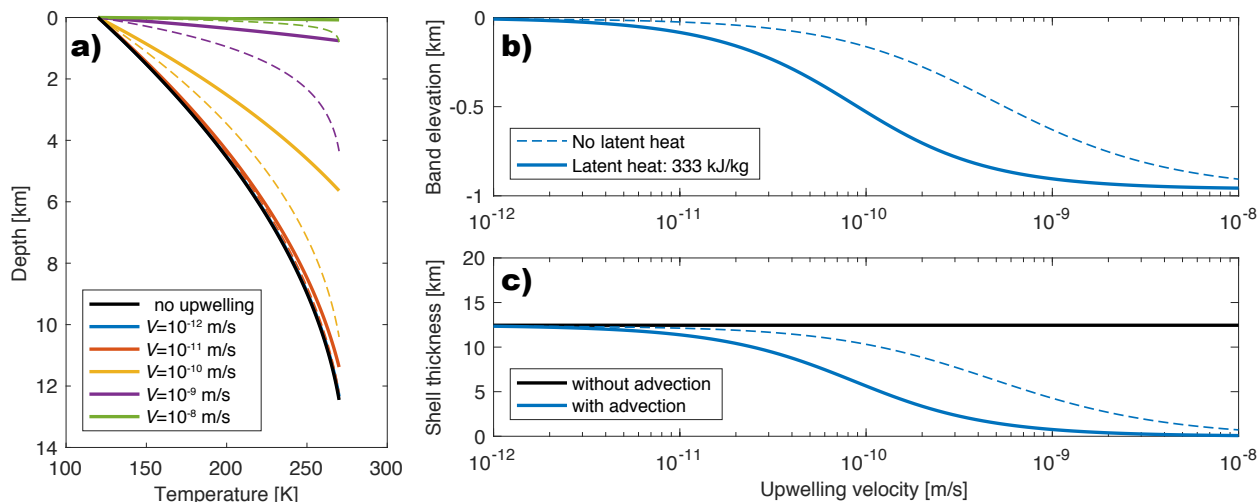 a)
0
2
4
6
8
10
12
14
Depth [km]
no upwelling
V=10⁻¹² m/s
V=10⁻¹¹ m/s
V=10⁻¹⁰ m/s
V=10⁻⁹ m/s
V=10⁻⁸ m/s
100 150 200 250 300
Temperature [K]
b)
0
-0.5
-1
Band elevation [km]
No latent heat
Latent heat: 333 kJ/kg
10⁻¹² 10⁻¹¹ 10⁻¹⁰ 10⁻⁹ 10⁻⁸
c)
20
15
10
5
0
Shell thickness [km]
without advection
with advection
10⁻¹² 10⁻¹¹ 10⁻¹⁰ 10⁻⁹ 10⁻⁸
Upwelling velocity [m/s]